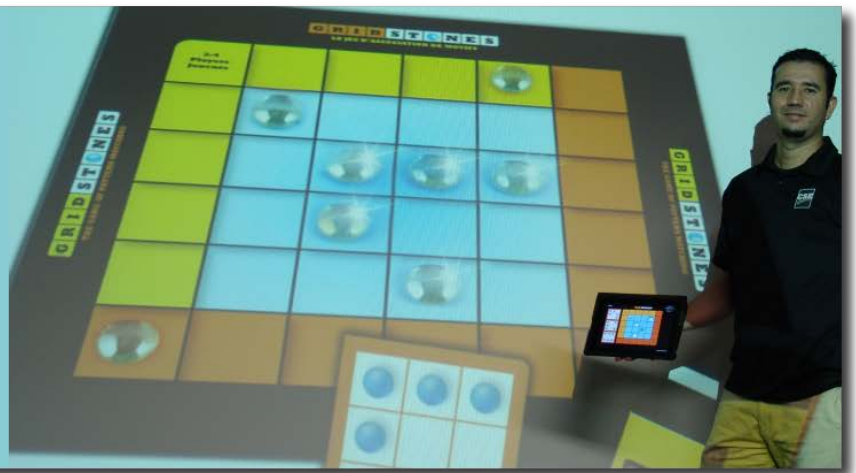 GRIDSTONES
LE JEU D'ASSOCIATION DE MOTIFS
2-4
Players
Joueurs
GRIDSTONES
THE GAME OF PATTERN MATCHING
GRIDSTONES
THE GAME OF PATTERN MATCHING